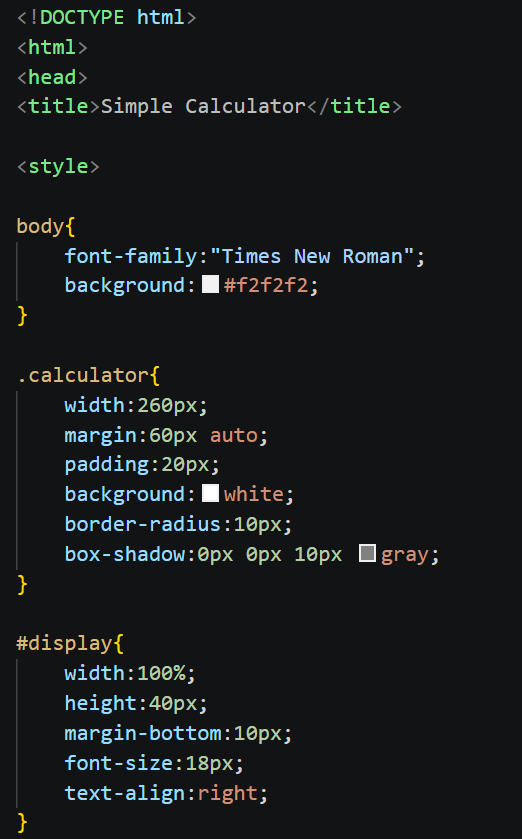 <!DOCTYPE html>
<html>
<head>
<title>Simple Calculator</title>

<style>

body{
    font-family:"Times New Roman";
    background:#f2f2f2;
}

.calculator{
    width:260px;
    margin:60px auto;
    padding:20px;
    background:white;
    border-radius:10px;
    box-shadow:0px 0px 10px gray;
}

#display{
    width:100%;
    height:40px;
    margin-bottom:10px;
    font-size:18px;
    text-align:right;
}